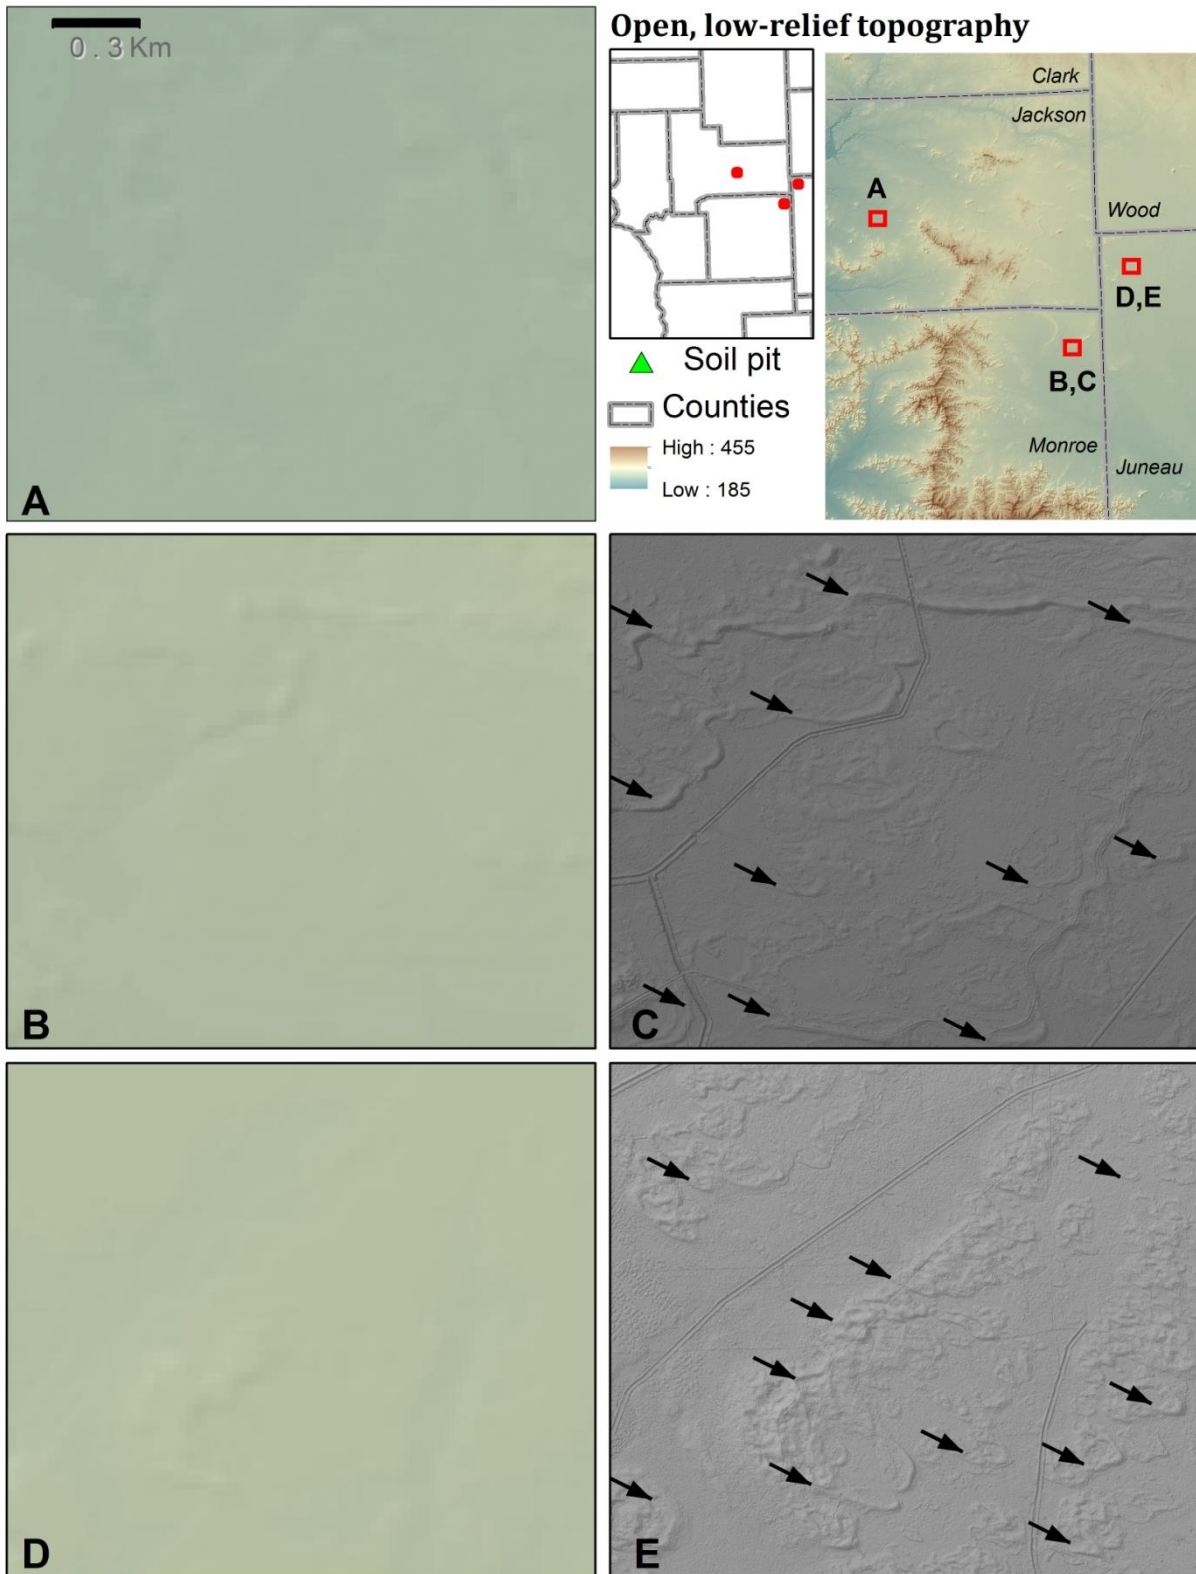 Open, low-relief topography
0 . 3 Km
A
Soil pit
Counties
High : 455
Low : 185
Clark
Jackson
A
Wood
D,E
B,C
Monroe
Juneau
B
C
D
E